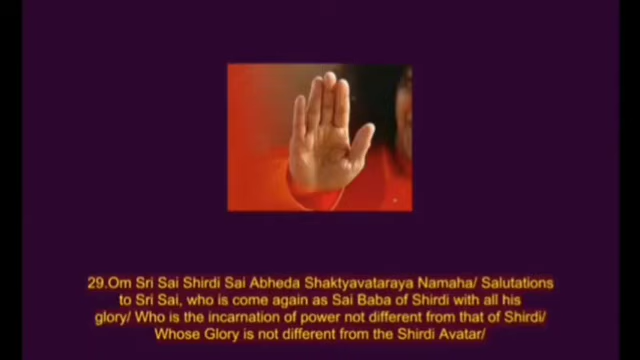 29.Om Sri Sai Shirdi Sai Abheda Shaktyavataraya Namaha/ Salutations
to Sri Sai, who is come again as Sai Baba of Shirdi with all his
glory/ Who is the incarnation of power not different from that of Shirdi/
Whose Glory is not different from the Shirdi Avatar/